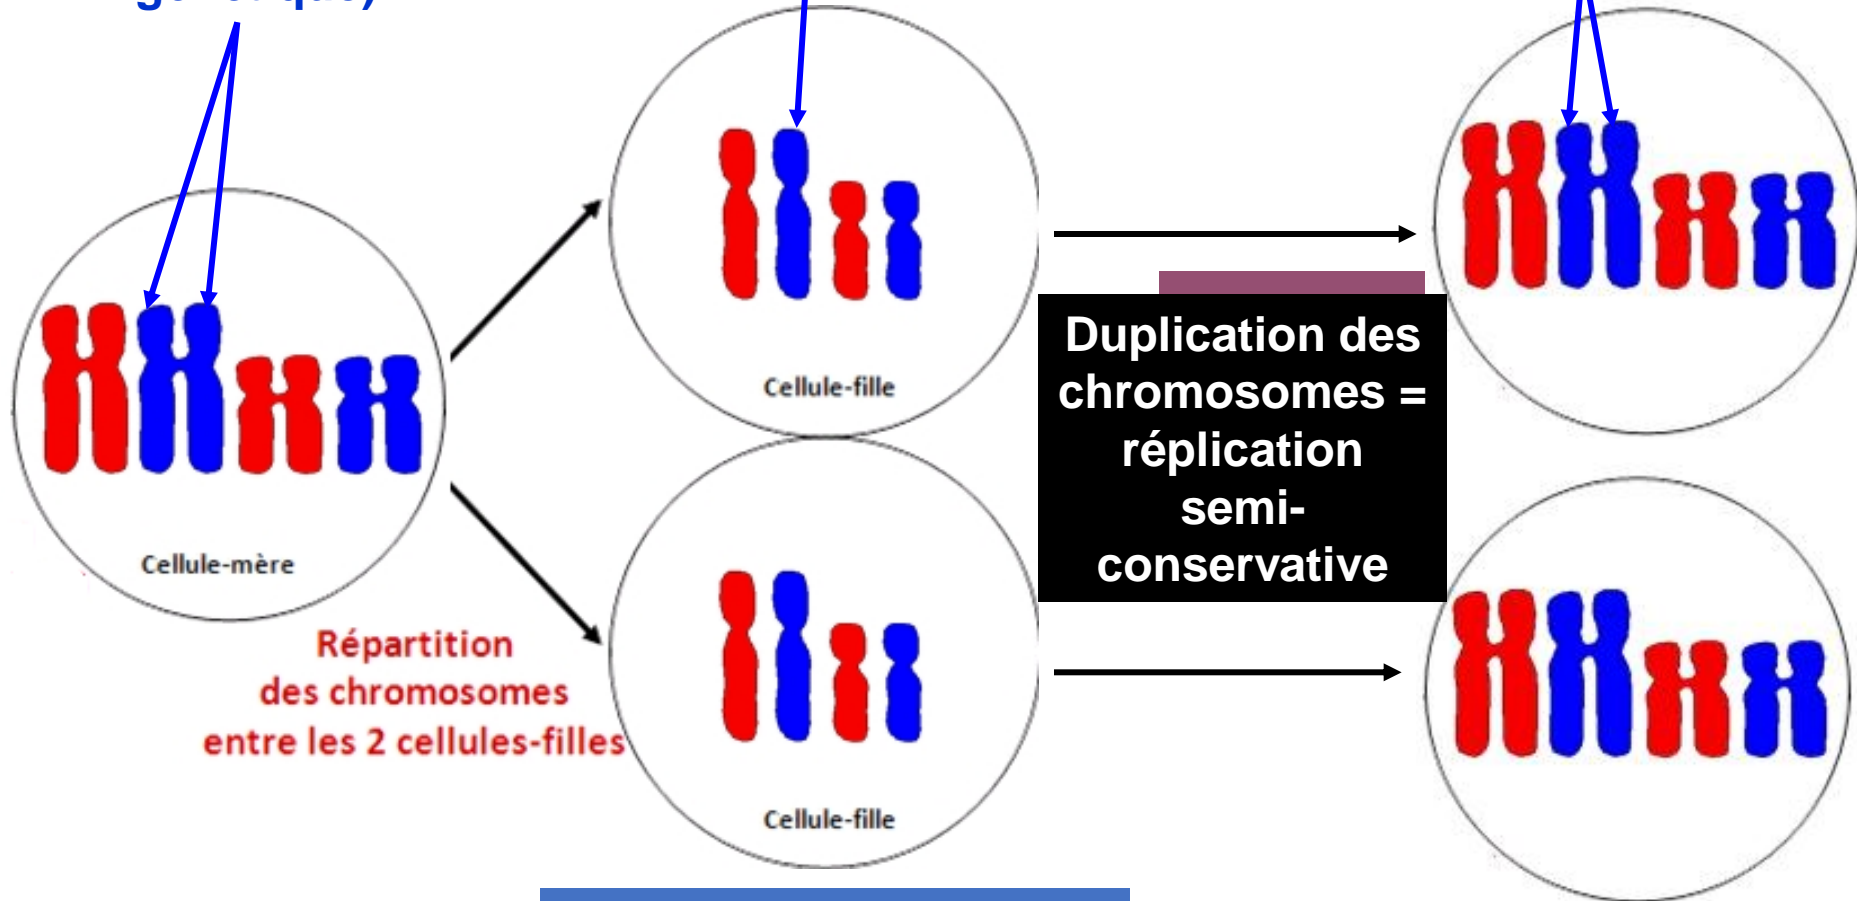 Cellule-fille
Duplication des
chromosomes =
réplication
semi-
conservative
Cellule-mère
Répartition
des chromosomes
entre les 2 cellules-filles
Cellule-fille